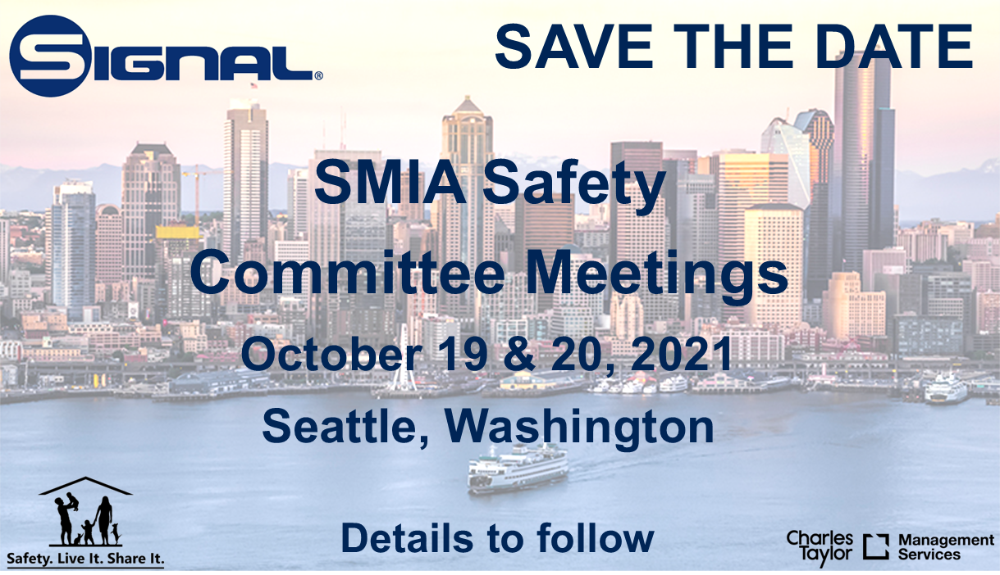 SIGNAL®
SAVE THE DATE
SMIA Safety
Committee Meetings
October 19 & 20, 2021
Seattle, Washington
Details to follow
Safety. Live It. Share It.
Charles
Taylor
Management
Services